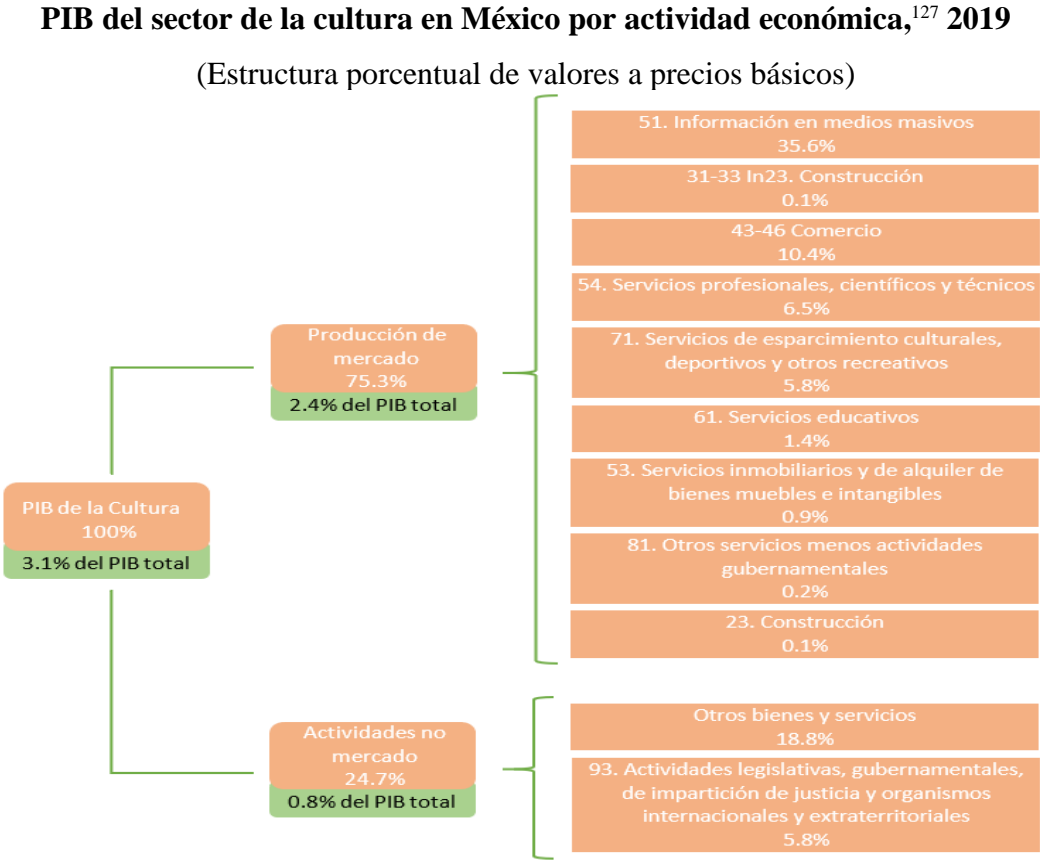 PIB del sector de la cultura en México por actividad económica,127 2019
(Estructura porcentual de valores a precios básicos)
PIB de la Cultura
100%
3.1% del PIB total
Producción de
mercado
75.3%
2.4% del PIB total
51. Información en medios masivos
35.6%
31-33 In23. Construcción
0.1%
43-46 Comercio
10.4%
54. Servicios profesionales, científicos y técnicos
6.5%
71. Servicios de esparcimiento culturales,
deportivos y otros recreativos
5.8%
61. Servicios educativos
1.4%
53. Servicios inmobiliarios y de alquiler de
bienes muebles e intangibles
0.9%
81. Otros servicios menos actividades
gubernamentales
0.2%
23. Construcción
0.1%
Actividades no
mercado
24.7%
0.8% del PIB total
Otros bienes y servicios
18.8%
93. Actividades legislativas, gubernamentales,
de impartición de justicia y organismos
internacionales y extraterritoriales
5.8%